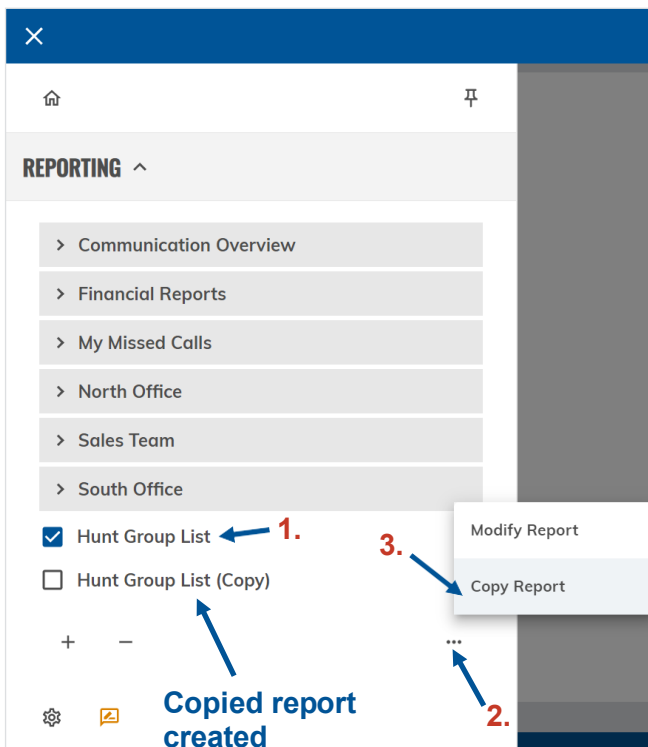 REPORTING
Communication Overview
Financial Reports
My Missed Calls
North Office
Sales Team
South Office
Hunt Group List
1.
Modify Report
3.
Hunt Group List (Copy)
Copy Report
Copied report
created
2.